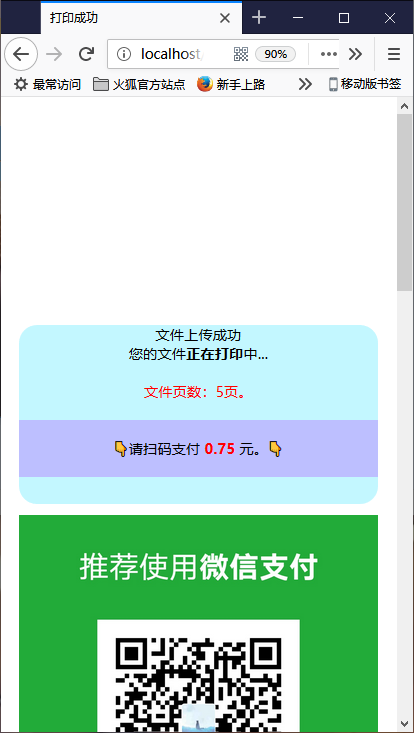 打印成功
localhost
90%
最常访问
火狐官方站点
新手上路
移动版书签
文件上传成功
您的文件正在打印中...
文件页数：5页。
👇请扫码支付 0.75 元。👇
推荐使用微信支付